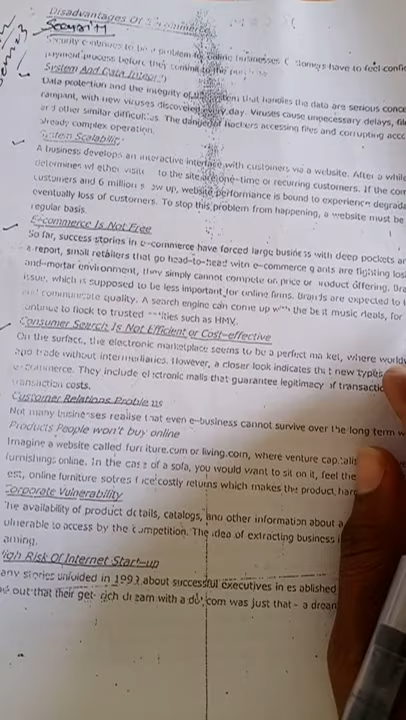 Disadvantages Of E-commerce
Security
Security continues to be a problem for online businesses. Customers have to feel confi
payment process before they commit to the
System And Data Integrity
Data protection and the integrity of the system that handles the data are serious conce
rampant, with new viruses discovered every day. Viruses cause unnecessary delays, file
and other similar difficulties. The danger of hackers accessing files and corrupting acco
already complex operation.
System Scalability
A business develops an interactive interface with customers via a website. After a while
determines whether visito to the site are one-time or recurring customers. If the com
customers and 6 million show up, website performance is bound to experience degrada
eventually loss of customers. To stop this problem from happening, a website must be
regular basis.
E-commerce Is Not Free
So far, success stories in e-commerce have forced large business with deep pockets an
a report, small retailers that go head-to-head with e-commerce giants are fighting losi
and-mortar environment, they simply cannot compete on price or product offering. Bra
issue, which is supposed to be less important for online firms. Brands are expected to
and communicate quality. A search engine can come up with the best music deals, for
continue to flock to trusted entities such as HMV.
Consumer Search Is Not Efficient or Cost-effective
On the surface, the electronic marketplace seems to be a perfect market, where worldw
and trade without intermediaries. However, a closer look indicates that new types
e-commerce. They include electronic malls that guarantee legitimacy of transactio
transaction costs.
Customer Relations Problems
Not many businesses realise that even e-business cannot survive over the long term w
Products People won't buy online
Imagine a website called furniture.com or living.com, where venture capitalis
furnishings online. In the case of a sofa, you would want to sit on it, feel the
est, online furniture sotres face costly returns which makes the product hard
Corporate Vulnerability
The availability of product details, catalogs, and other information about a
ulnerable to access by the competition. The idea of extracting business i
arming.
High Risk Of Internet Start-up
any stories unfolded in 1999 about successful executives in established
nd out that their get-rich dream with a dot com was just that - a dream